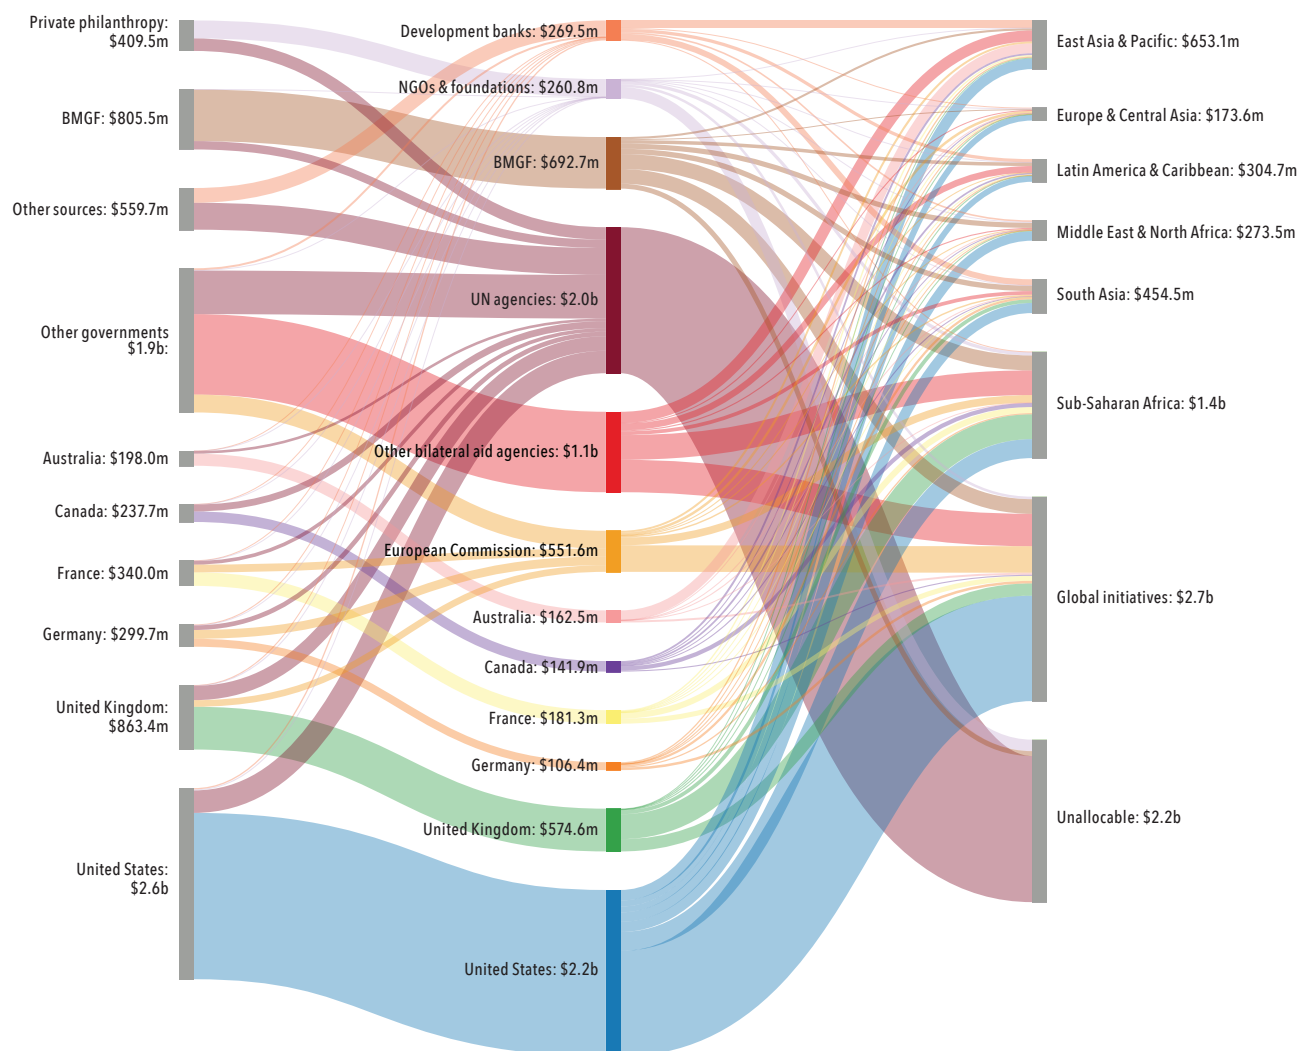 Private philanthropy:
$409.5m
BMGF: $805.5m
Other sources: $559.7m
Other governments
$1.9b:
Australia: $198.0m
Canada: $237.7m
France: $340.0m
Germany: $299.7m
United Kingdom:
$863.4m
United States:
$2.6b
Development banks: $269.5m
NGOs & foundations: $260.8m
BMGF: $692.7m
UN agencies: $2.0b
Other bilateral aid agencies: $1.1b
European Commission: $551.6m
Australia: $162.5m
Canada: $141.9m
France: $181.3m
Germany: $106.4m
United Kingdom: $574.6m
United States: $2.2b
East Asia & Pacific: $653.1m
Europe & Central Asia: $173.6m
Latin America & Caribbean: $304.7m
Middle East & North Africa: $273.5m
South Asia: $454.5m
Sub-Saharan Africa: $1.4b
Global initiatives: $2.7b
Unallocable: $2.2b